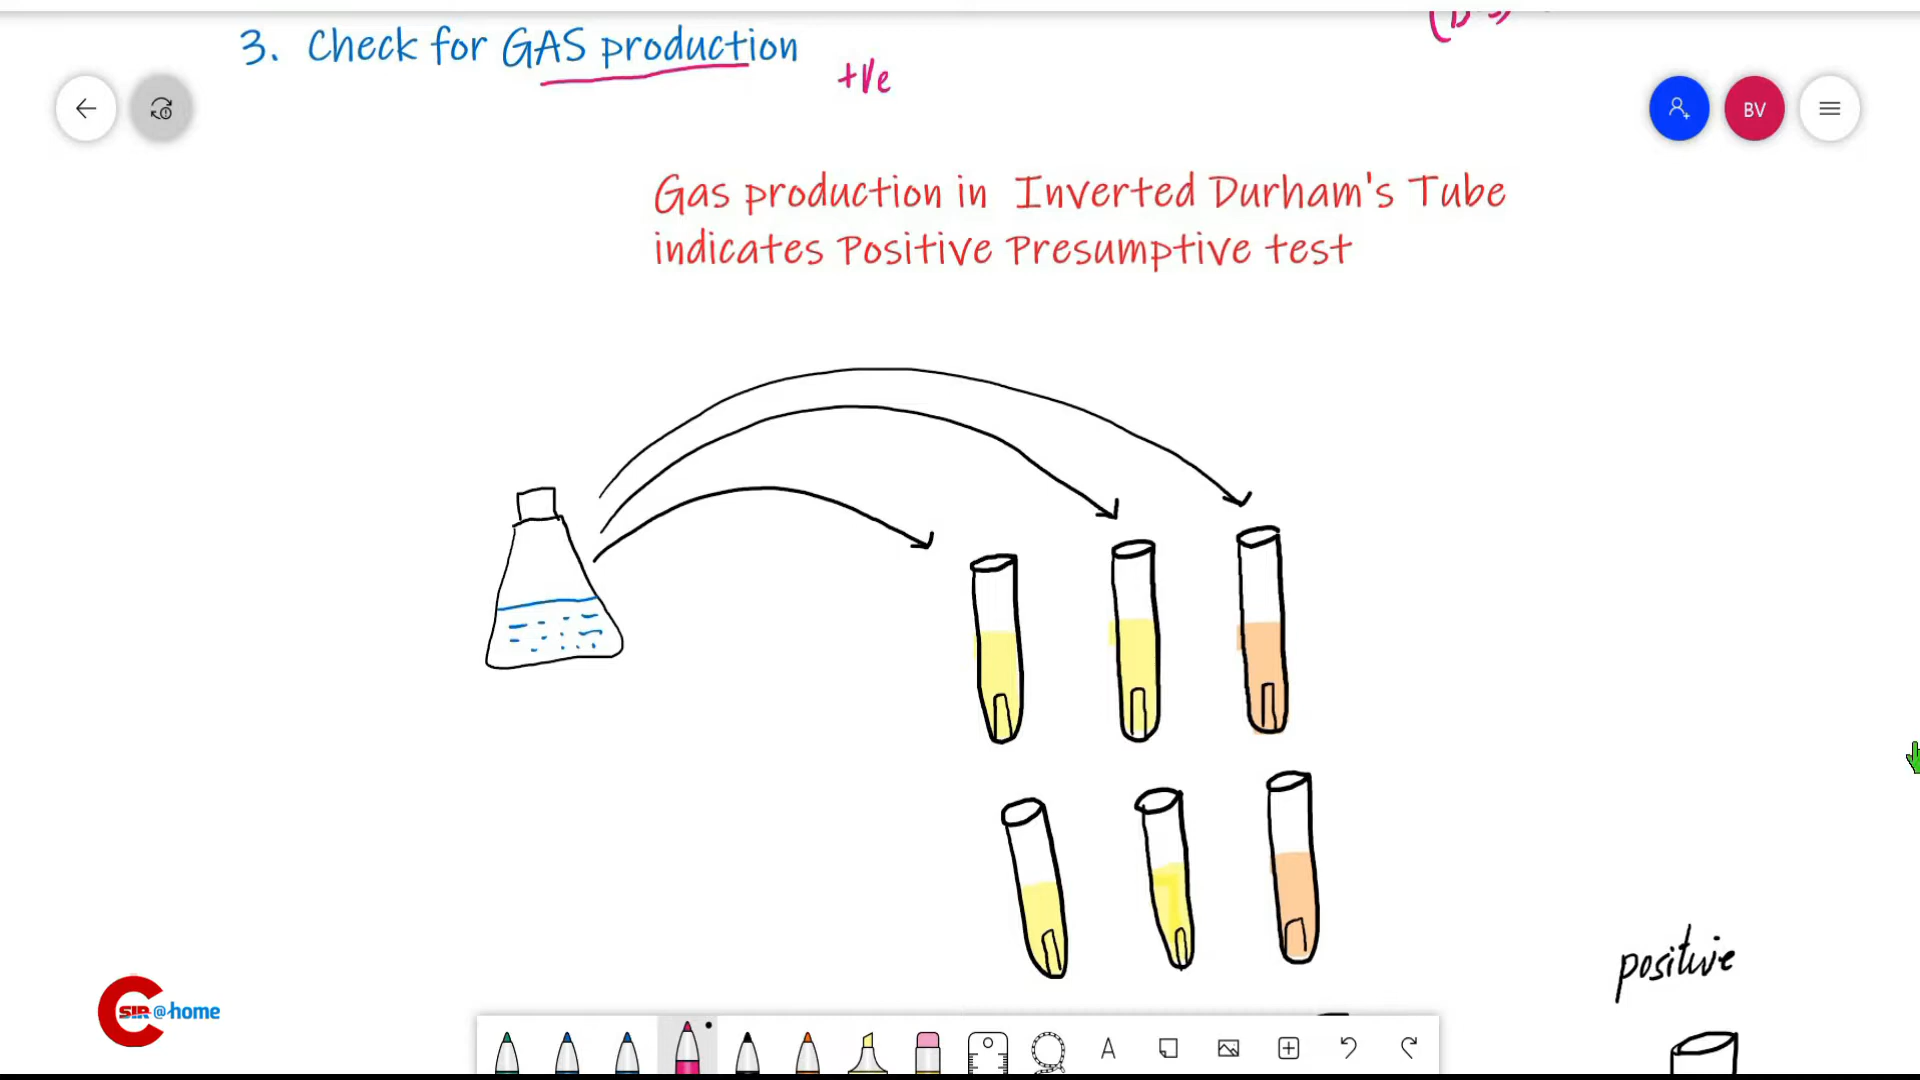 3. Check for GAS production
+ve
BV
Gas production in Inverted Durham's Tube
indicates Positive Presumptive test
positive
CSIR@home
A